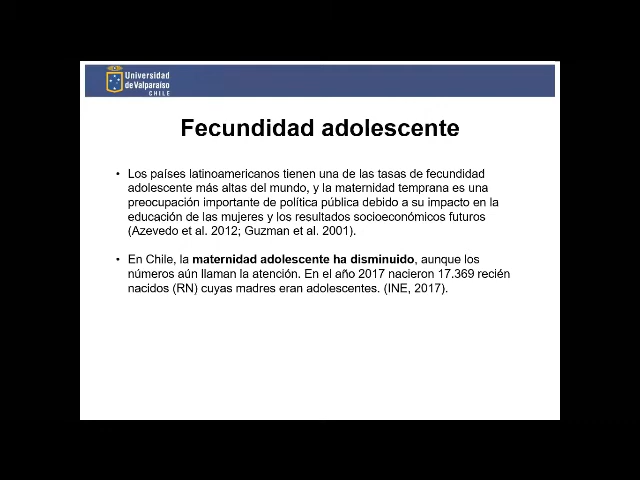 Universidad
de Valparaíso
CHILE
Fecundidad adolescente
• Los países latinoamericanos tienen una de las tasas de fecundidad
adolescente más altas del mundo, y la maternidad temprana es una
preocupación importante de política pública debido a su impacto en la
educación de las mujeres y los resultados socioeconómicos futuros
(Azevedo et al. 2012; Guzman et al. 2001).
• En Chile, la maternidad adolescente ha disminuido, aunque los
números aún llaman la atención. En el año 2017 nacieron 17.369 recién
nacidos (RN) cuyas madres eran adolescentes. (INE, 2017).